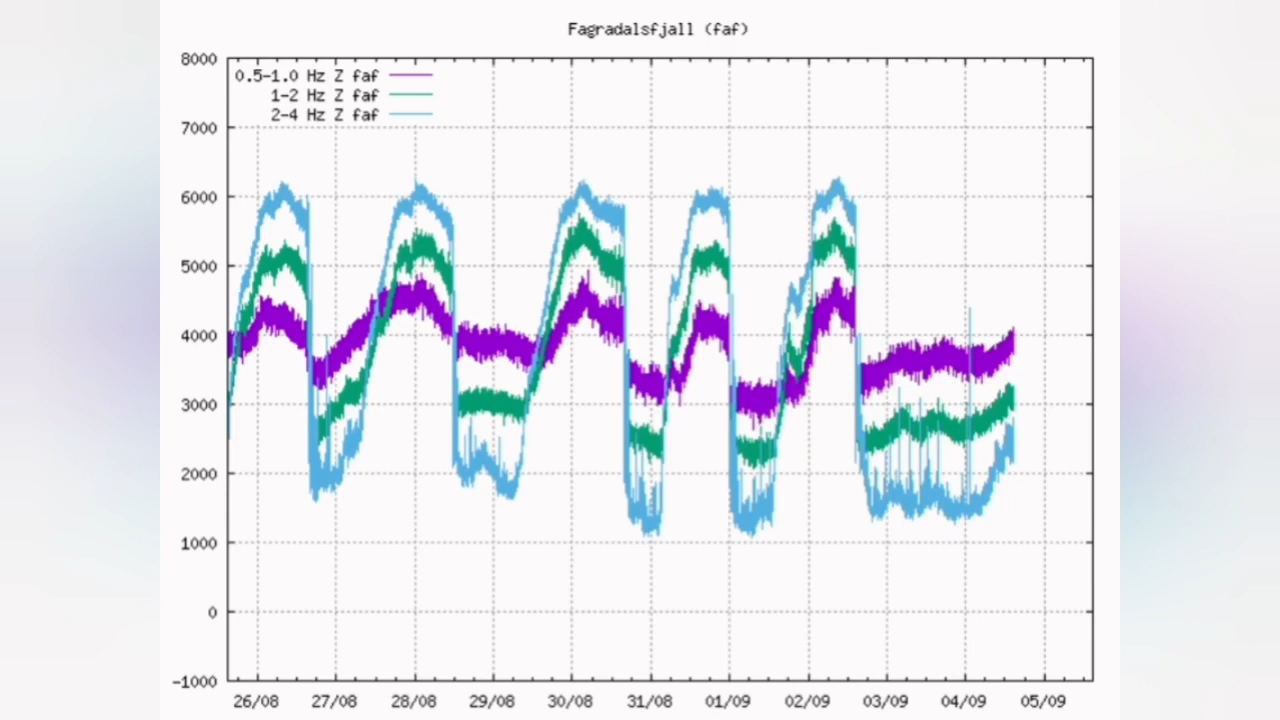 Fagradalsfjall (faf)
8000
0.5-1.0 Hz Z faf
1-2 Hz Z faf
2-4 Hz Z faf
7000
6000
5000
4000
3000
2000
1000
0
-1000
26/08 27/08 28/08 29/08 30/08 31/08 01/09 02/09 03/09 04/09 05/09